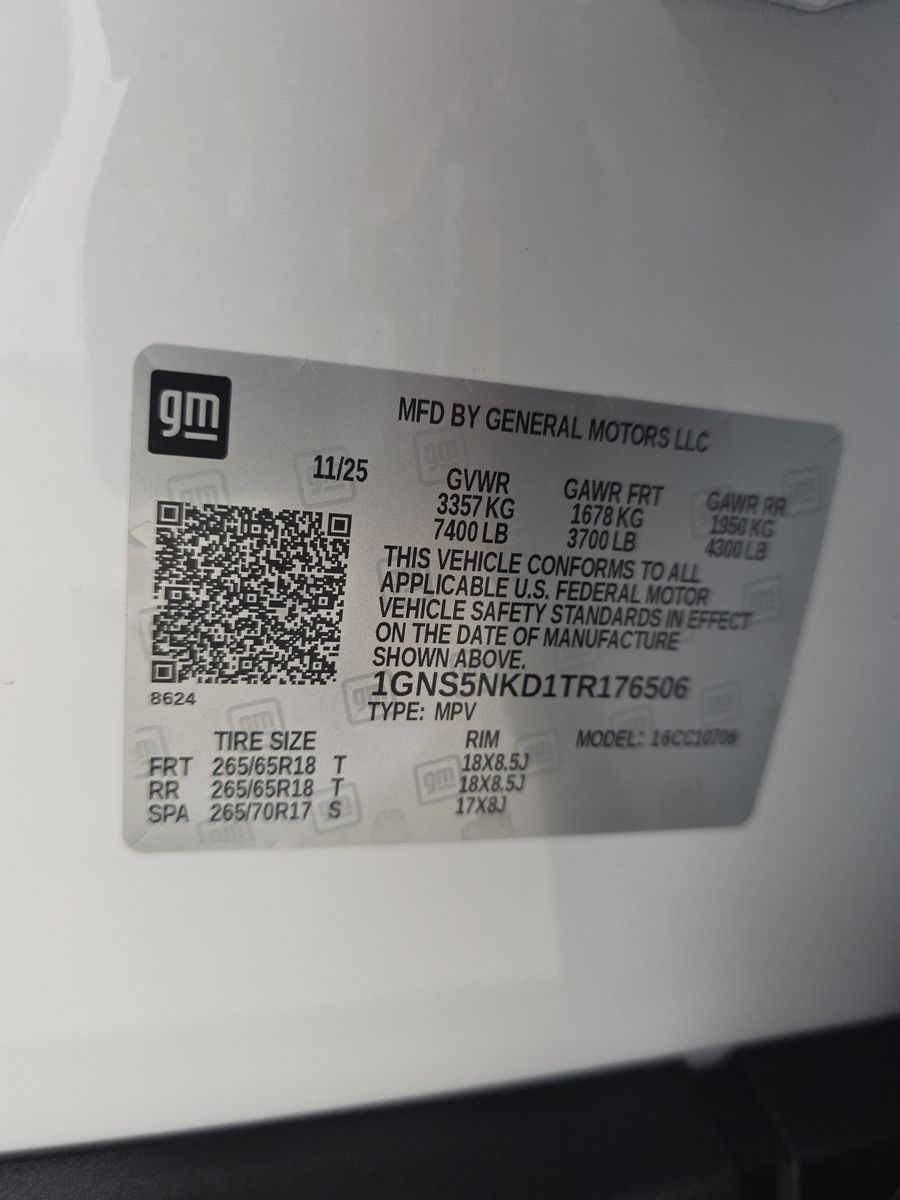 gm
MFD BY GENERAL MOTORS LLC
11/25
GVWR GAWR FRT GAWR RR
3357 KG 1678 KG 1950 KG
7400 LB 3700 LB 4300 LB
THIS VEHICLE CONFORMS TO ALL
APPLICABLE U.S. FEDERAL MOTOR
VEHICLE SAFETY STANDARDS IN EFFECT
ON THE DATE OF MANUFACTURE
SHOWN ABOVE.
8624
1GNS5NKD1TR176506
TYPE: MPV
TIRE SIZE RIM MODEL: 16CC10706
FRT 265/65R18 T 18X8.5J
RR 265/65R18 T 18X8.5J
SPA 265/70R17 S 17X8J